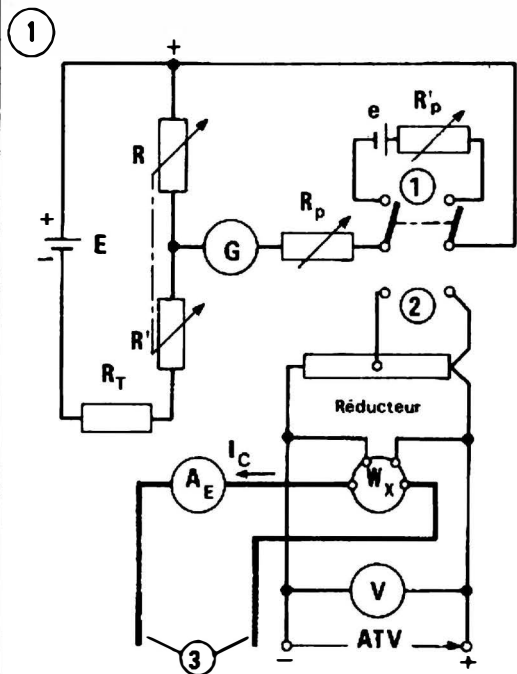 1
+
e
R'p
R
1
Rp
+
E
G
−
2
R'
RT
Réducteur
IC
AE
WX
V
3
− ATV +